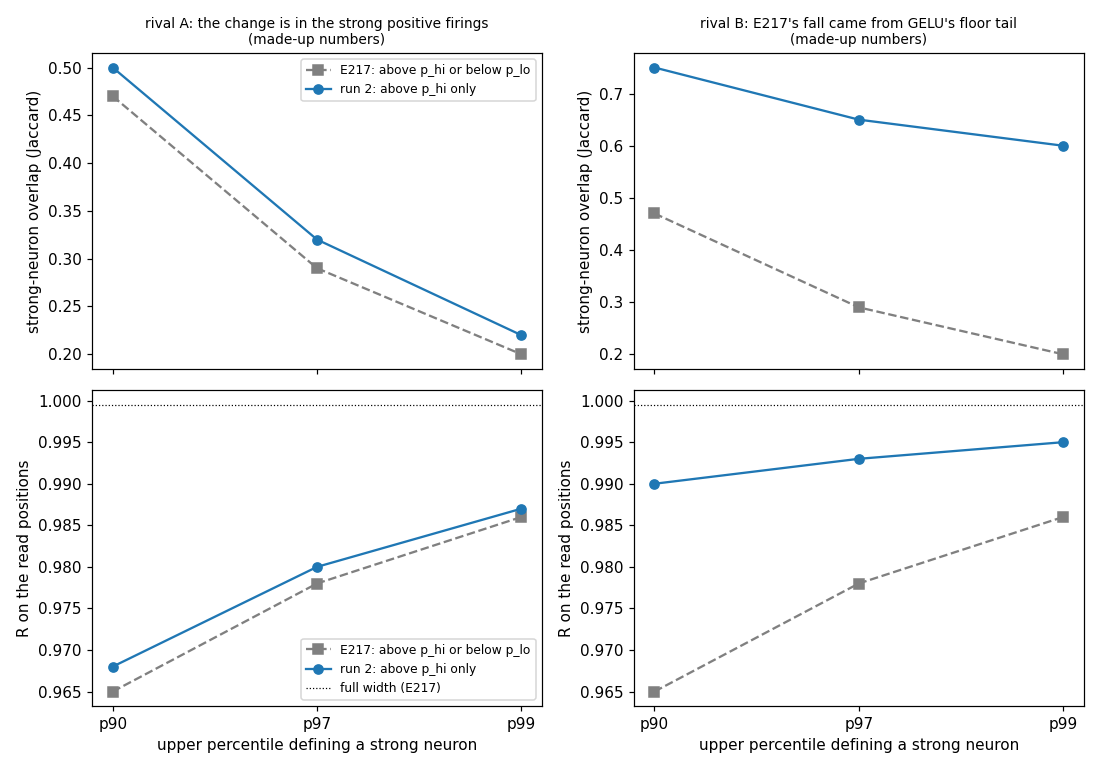 rival A: the change is in the strong positive firings
(made-up numbers)
rival B: E217's fall came from GELU's floor tail
(made-up numbers)
strong-neuron overlap (Jaccard)
0.50
0.45
0.40
0.35
0.30
0.25
0.20
E217: above p_hi or below p_lo
run 2: above p_hi only
strong-neuron overlap (Jaccard)
0.7
0.6
0.5
0.4
0.3
0.2
R on the read positions
1.000
0.995
0.990
0.985
0.980
0.975
0.970
0.965
E217: above p_hi or below p_lo
run 2: above p_hi only
full width (E217)
p90
p97
p99
upper percentile defining a strong neuron
R on the read positions
1.000
0.995
0.990
0.985
0.980
0.975
0.970
0.965
p90
p97
p99
upper percentile defining a strong neuron